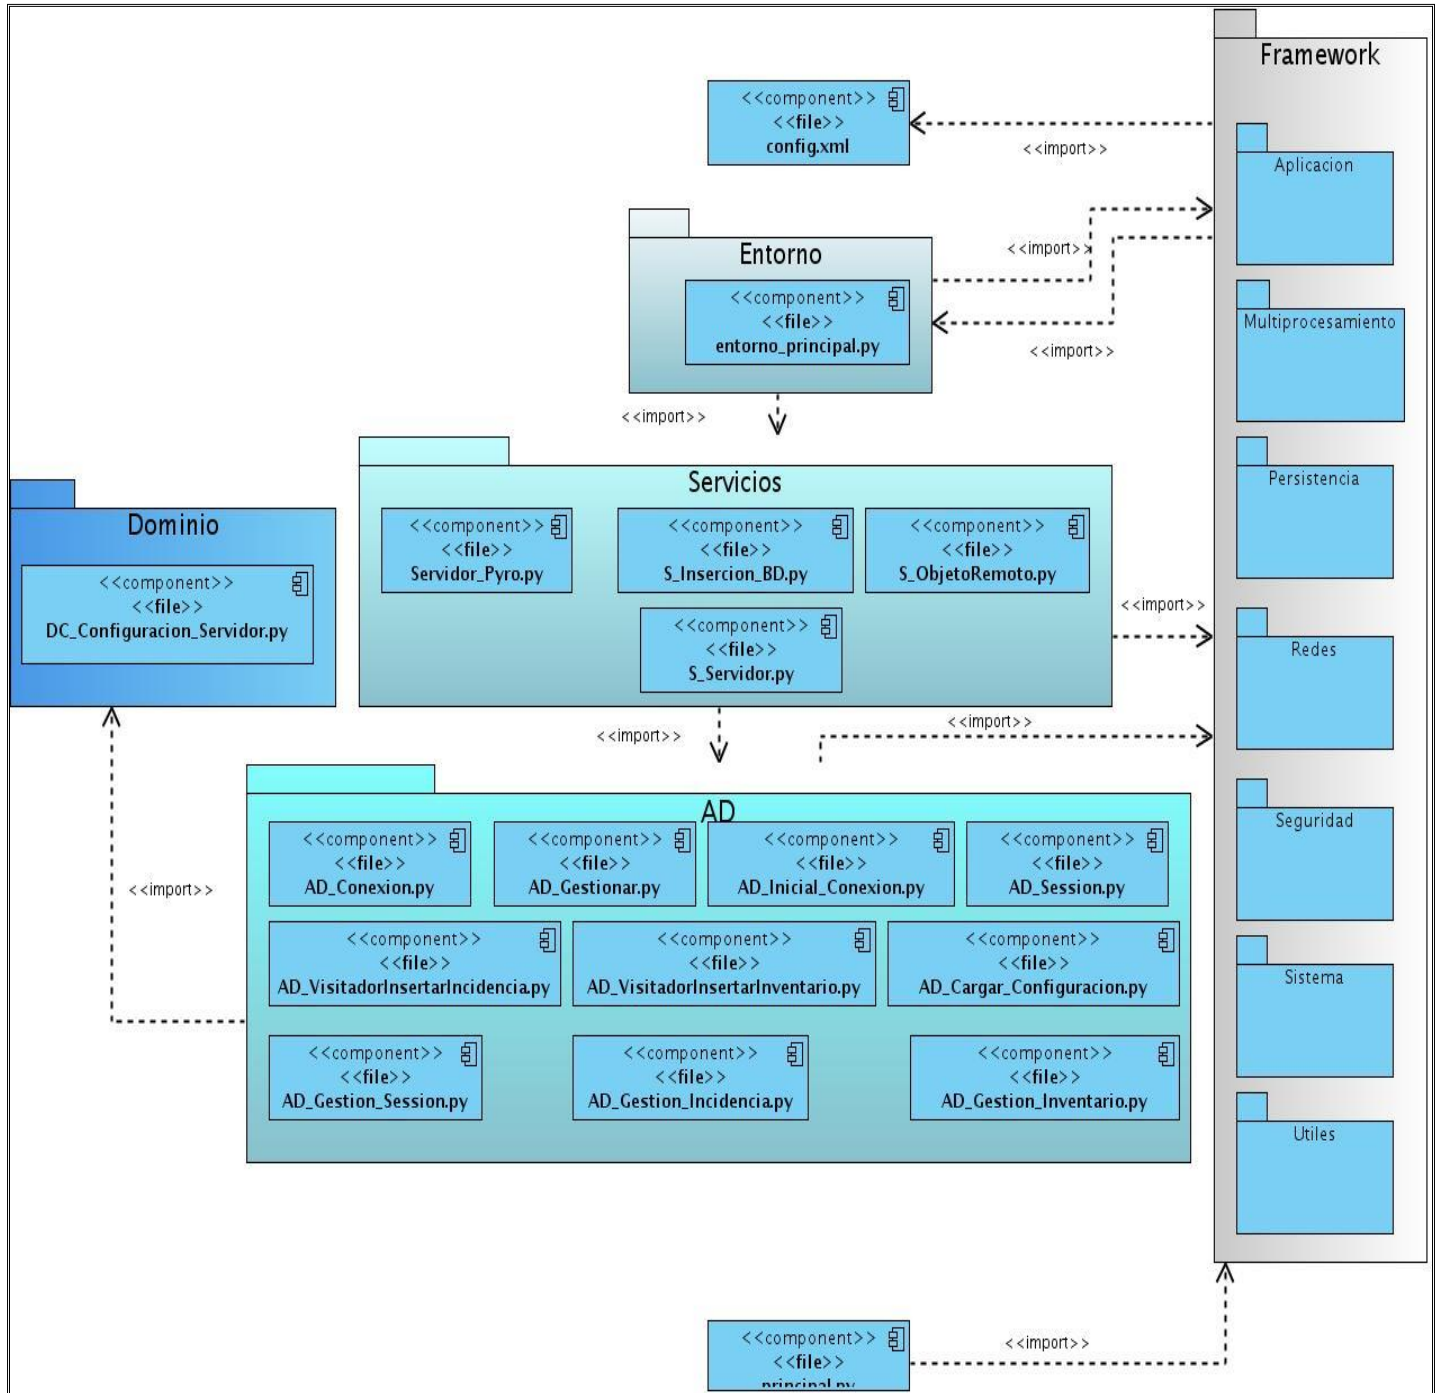 Framework
<<component>>
<<file>>
config.xml
<<import>>
Aplicacion
<<import>>
Entorno
<<component>>
<<file>>
entorno_principal.py
<<import>>
Multiprocesamiento
<<import>>
Servicios
<<component>>
<<file>>
Servidor_Pyro.py
<<component>>
<<file>>
S_Insercion_BD.py
<<component>>
<<file>>
S_ObjetoRemoto.py
<<component>>
<<file>>
S_Servidor.py
Persistencia
Dominio
<<component>>
<<file>>
DC_Configuracion_Servidor.py
<<import>>
Redes
<<import>>
<<import>>
AD
<<component>>
<<file>>
AD_Conexion.py
<<component>>
<<file>>
AD_Gestionar.py
<<component>>
<<file>>
AD_Inicial_Conexion.py
<<component>>
<<file>>
AD_Session.py
Seguridad
<<import>>
<<component>>
<<file>>
AD_VisitadorInsertarIncidencia.py
<<component>>
<<file>>
AD_VisitadorInsertarInventario.py
<<component>>
<<file>>
AD_Cargar_Configuracion.py
Sistema
<<component>>
<<file>>
AD_Gestion_Session.py
<<component>>
<<file>>
AD_Gestion_Incidencia.py
<<component>>
<<file>>
AD_Gestion_Inventario.py
Utiles
<<component>>
<<file>>
principal.py
<<import>>